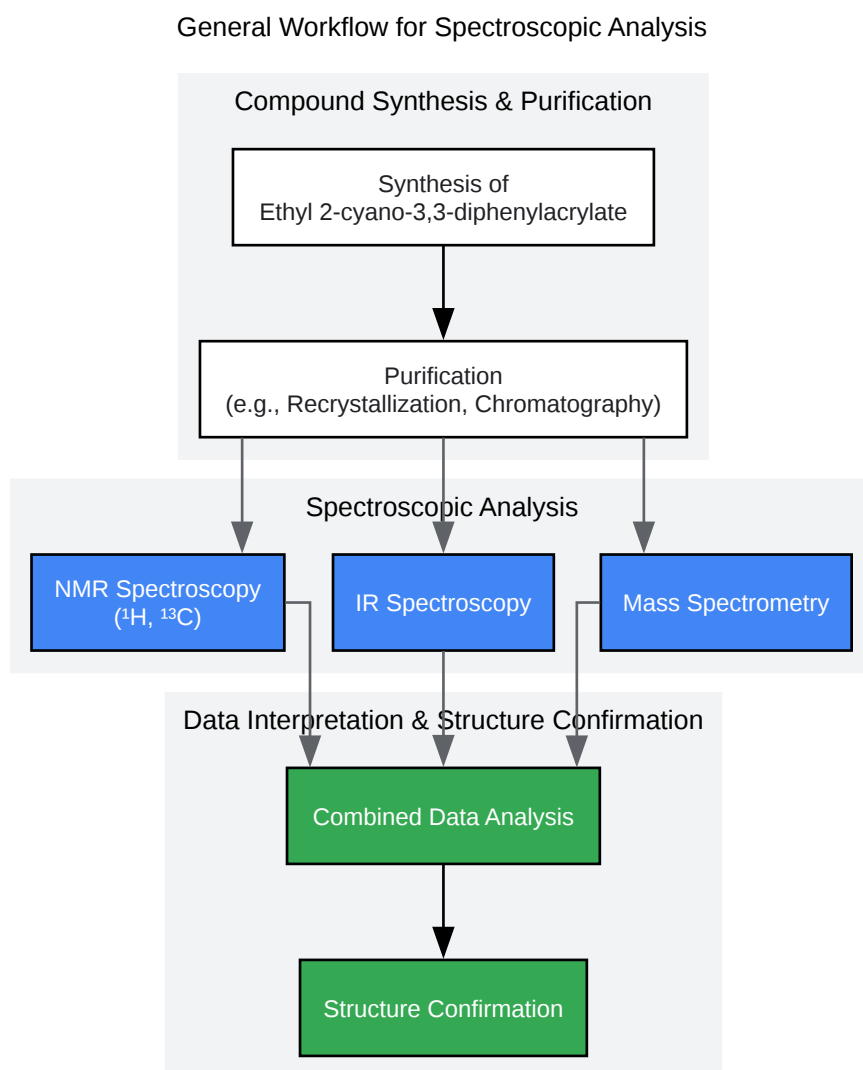 General Workflow for Spectroscopic Analysis
Compound Synthesis & Purification
Synthesis of
Ethyl 2-cyano-3,3-diphenylacrylate
Purification
(e.g., Recrystallization, Chromatography)
Spectroscopic Analysis
NMR Spectroscopy
(¹H, ¹³C)
IR Spectroscopy
Mass Spectrometry
Data Interpretation & Structure Confirmation
Combined Data Analysis
Structure Confirmation